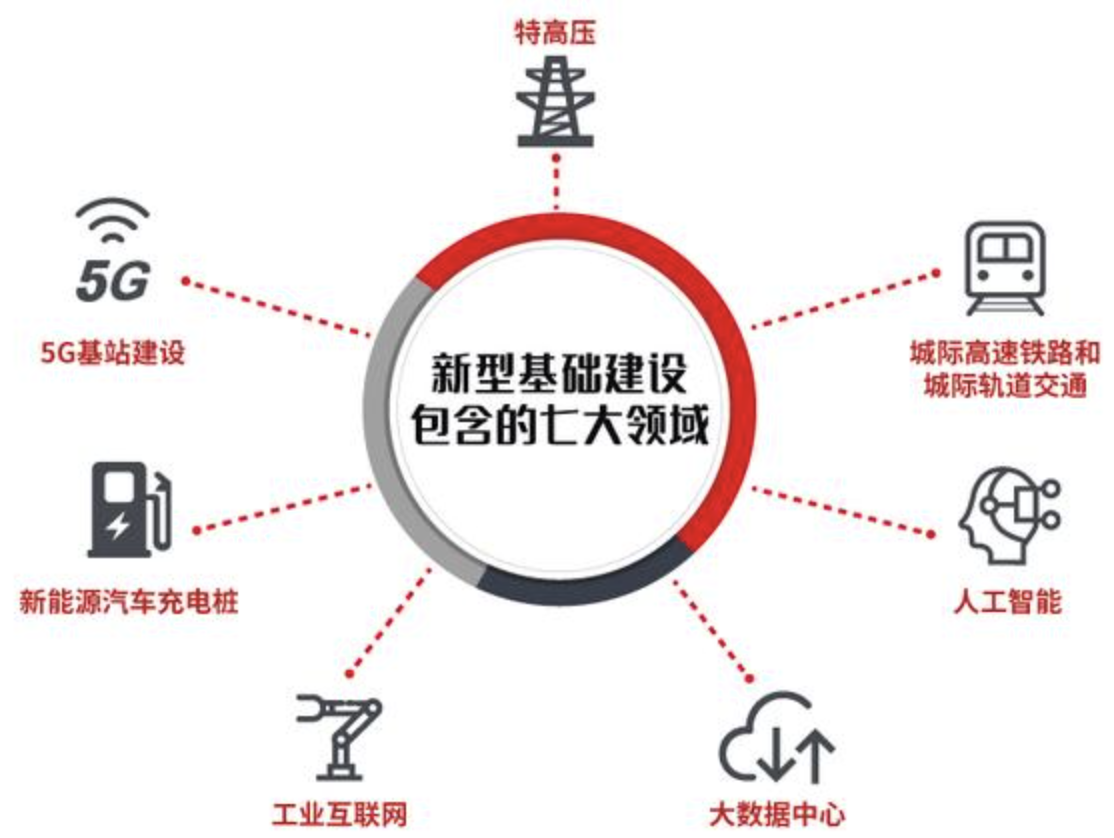 特高压
5G
5G基站建设
城际高速铁路和
城际轨道交通
新型基础建设
包含的七大领域
新能源汽车充电桩
人工智能
工业互联网
大数据中心